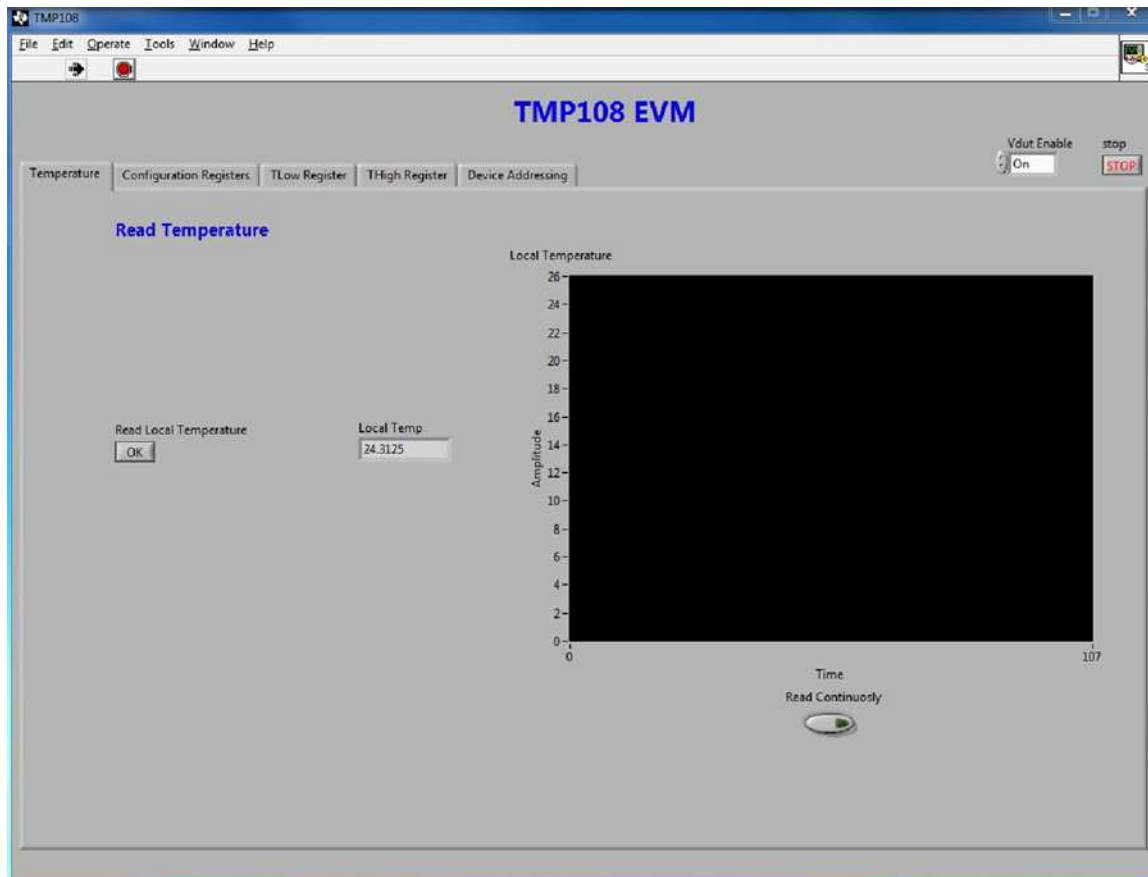 TMP108
File Edit Operate Tools Window Help
TMP108 EVM
Vdut Enable
On
stop
STOP
Temperature
Configuration Registers
TLow Register
THigh Register
Device Addressing
Read Temperature
Read Local Temperature
OK
Local Temp
24.3125
Local Temperature
Amplitude
26
24
22
20
18
16
14
12
10
8
6
4
2
0
0
107
Time
Read Continuosly